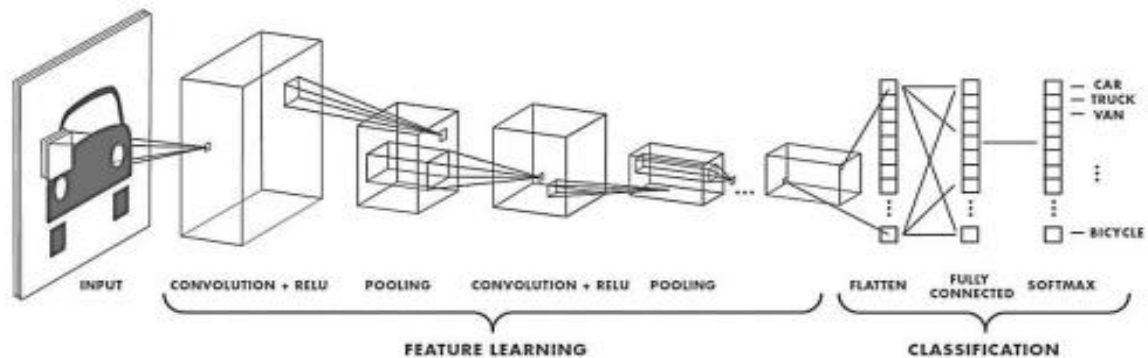 CAR
TRUCK
VAN
BICYCLE
INPUT
CONVOLUTION + RELU
POOLING
CONVOLUTION + RELU
POOLING
FLATTEN
FULLY
CONNECTED
SOFTMAX
FEATURE LEARNING
CLASSIFICATION